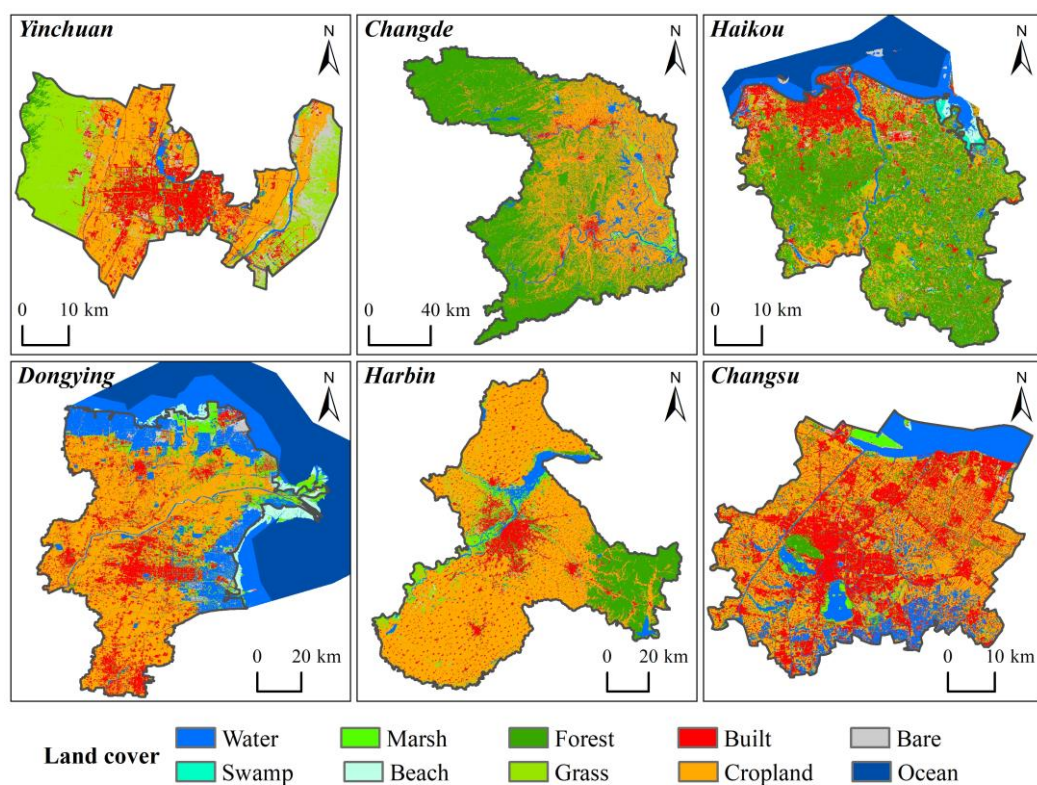 Yinchuan
N
0 10 km
Changde
N
0 40 km
Haikou
N
0 10 km
Dongying
N
0 20 km
Harbin
N
0 20 km
Changsu
N
0 10 km
Land cover
Water
Marsh
Forest
Built
Bare
Swamp
Beach
Grass
Cropland
Ocean